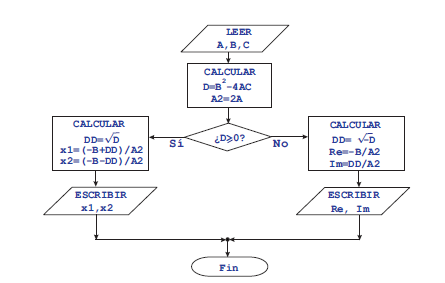 LEER
A,B,C
CALCULAR
D=B²-4AC
A2=2A
¿D⩾0?
Si
No
CALCULAR
DD=√D
x1=(-B+DD)/A2
x2=(-B-DD)/A2
CALCULAR
DD= √-D
Re=-B/A2
Im=DD/A2
ESCRIBIR
x1,x2
ESCRIBIR
Re, Im
Fin